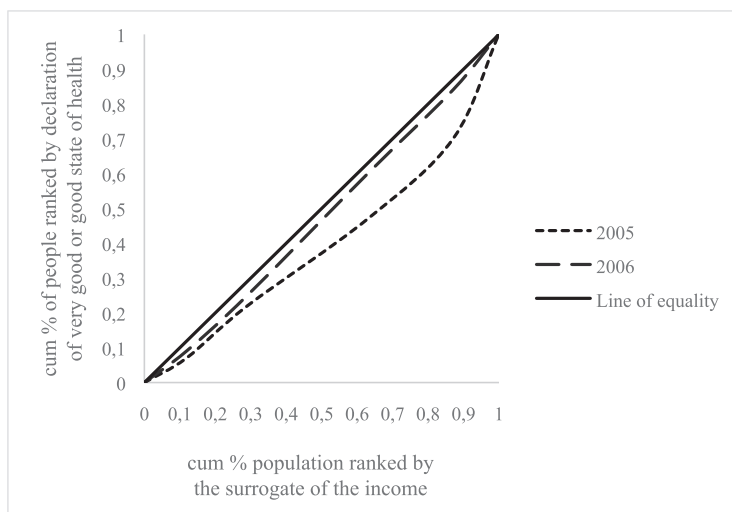 cum % of people ranked by declaration
of very good or good state of health
1
0,9
0,8
0,7
0,6
0,5
0,4
0,3
0,2
0,1
0
0 0,1 0,2 0,3 0,4 0,5 0,6 0,7 0,8 0,9 1
cum % population ranked by
the surrogate of the income
2005
2006
Line of equality